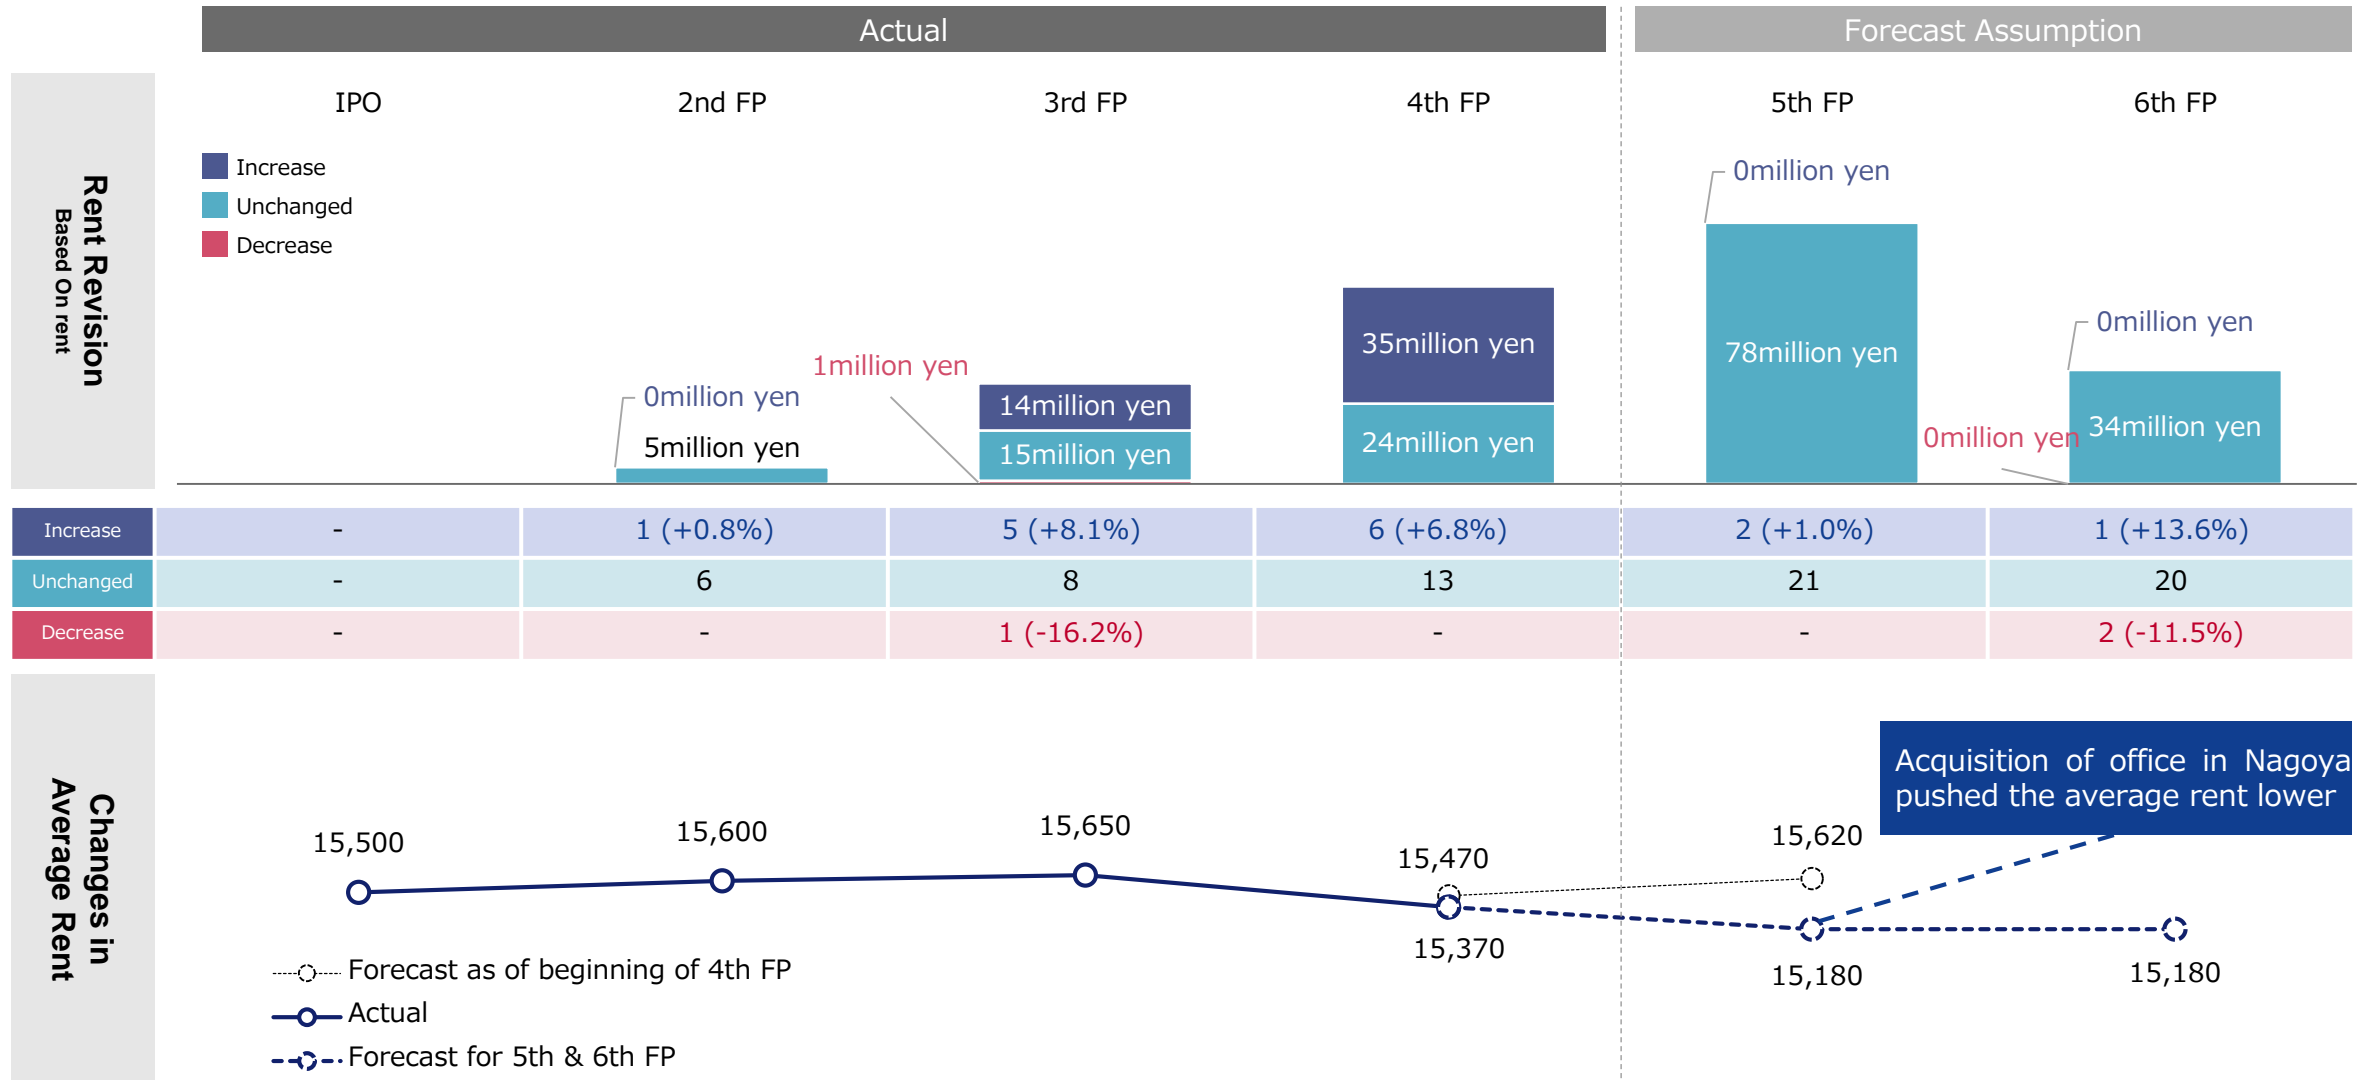 Actual
Forecast Assumption
Rent Revision
Based On rent
IPO
2nd FP
3rd FP
4th FP
5th FP
6th FP
Increase
Unchanged
Decrease
0million yen
5million yen
1million yen
14million yen
15million yen
35million yen
24million yen
0million yen
78million yen
0million yen
0million yen
34million yen
Increase - 1 (+0.8%) 5 (+8.1%) 6 (+6.8%) 2 (+1.0%) 1 (+13.6%)
Unchanged - 6 8 13 21 20
Decrease - - 1 (-16.2%) - - 2 (-11.5%)
Changes in
Average Rent
Acquisition of office in Nagoya
pushed the average rent lower
15,500
15,600
15,650
15,470
15,370
15,620
15,180
15,180
Forecast as of beginning of 4th FP
Actual
Forecast for 5th & 6th FP